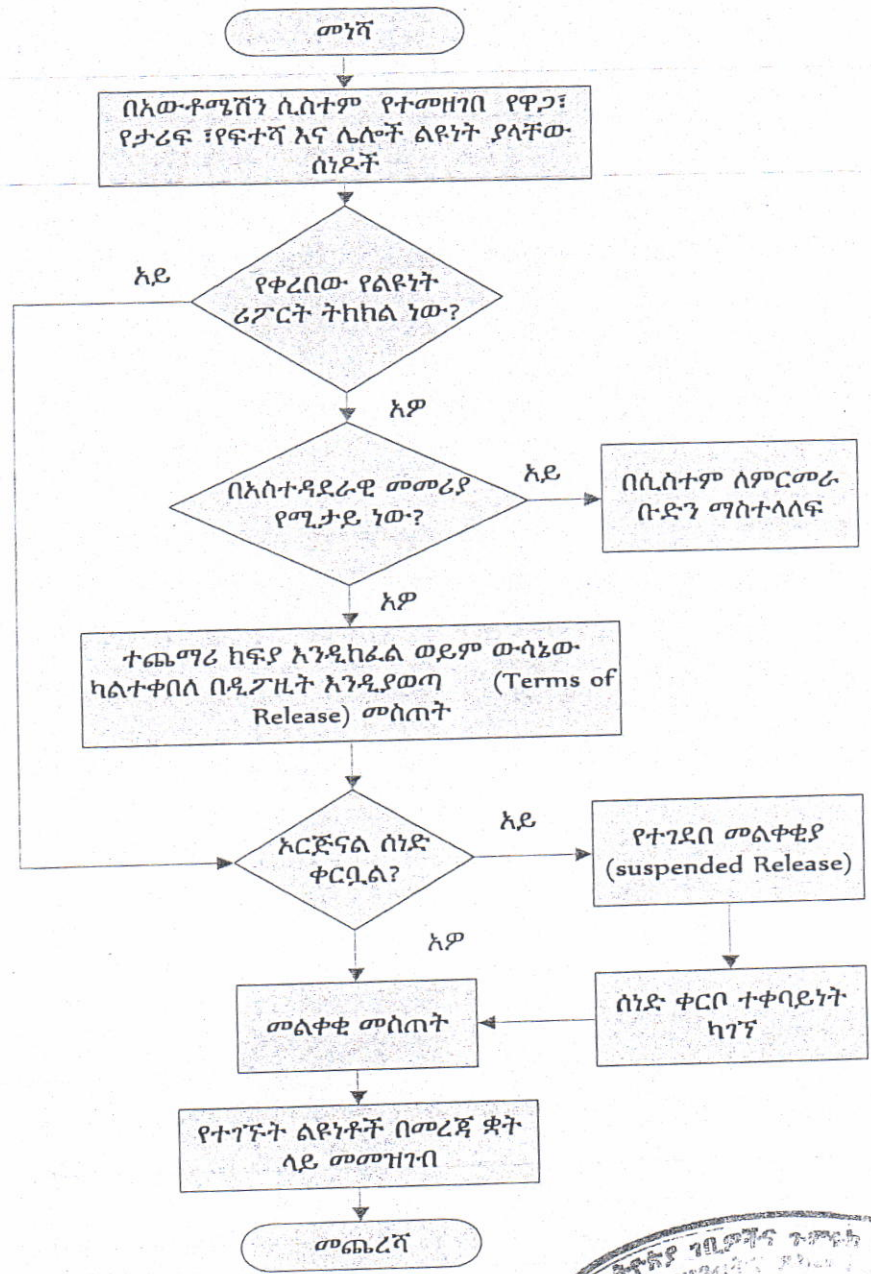 መነሻ
በአውቶሜሽን ሲስተም የተመዘገበ የዋጋ፣
የታሪፍ ፣የፍተሻ እና ሌሎች ልዩነት ያላቸው
ሰነዶች
አይ
የቀረበው የልዩነት
ሪፖርት ትክክል ነው?
አዎ
በአስተዳደራዊ መመሪያ
የሚታይ ነው?
አይ
በሲስተም ለምርመራ
ቡድን ማስተላለፍ
አዎ
ተጨማሪ ክፍያ እንዲከፈል ወይም ውሳኔው
ካልተቀበለ በዲፖዚት እንዲያወጣ (Terms of
Release) መስጠት
ኦርጅናል ሰነድ
ቀርቧል?
አይ
የተገደበ መልቀቂያ
(suspended Release)
አዎ
መልቀቂ መስጠት
ሰነድ ቀርቦ ተቀባይነት
ካገኘ
የተገኙት ልዩነቶች በመረጃ ቋት
ላይ መመዝገብ
መጨረሻ
ገቢዎችና ጉምሩክ